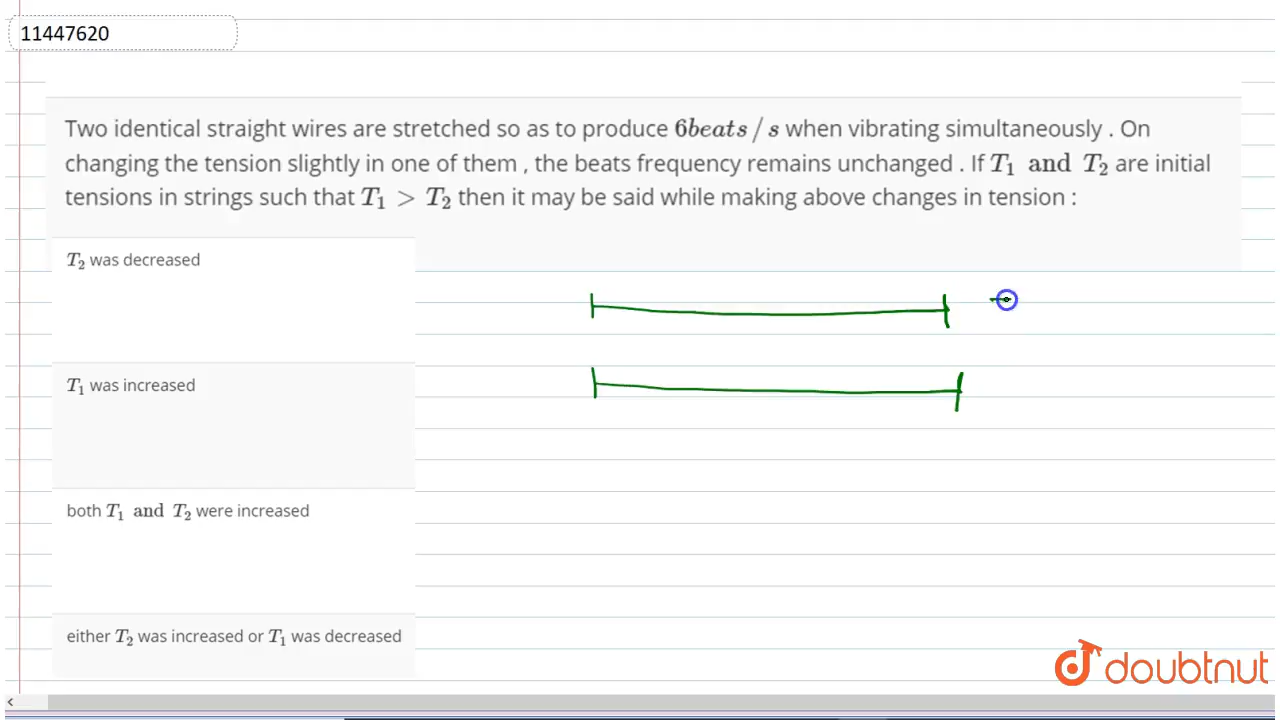 11447620
Two identical straight wires are stretched so as to produce 6beats/s when vibrating simultaneously . On
changing the tension slightly in one of them , the beats frequency remains unchanged . If T₁ and T₂ are initial
tensions in strings such that T₁ > T₂ then it may be said while making above changes in tension :
T₂ was decreased
T₁ was increased
both T₁ and T₂ were increased
either T₂ was increased or T₁ was decreased
doubtnut